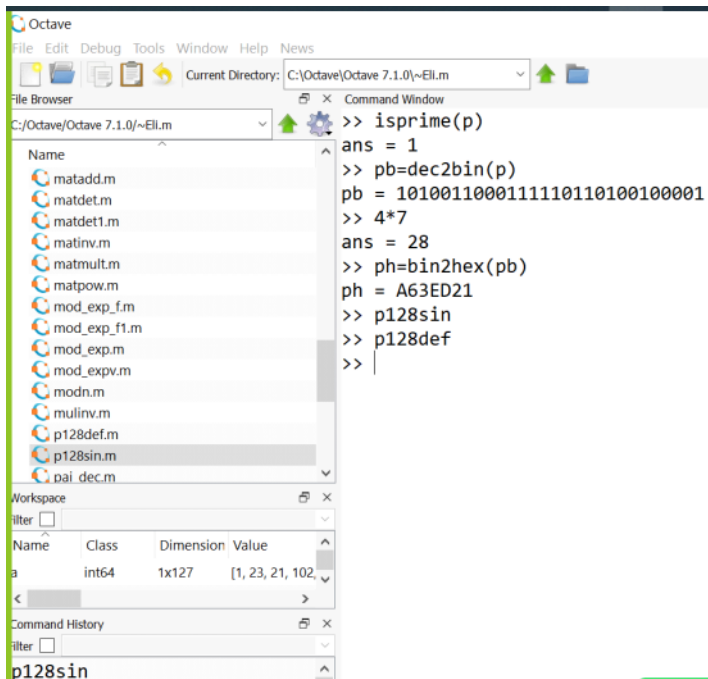 Octave
File Edit Debug Tools Window Help News
Current Directory: C:\Octave\Octave 7.1.0\~Eli.m
File Browser
C:/Octave/Octave 7.1.0/~Eli.m
Name
matadd.m
matdet.m
matdet1.m
matinv.m
matmult.m
matpow.m
mod_exp_f.m
mod_exp_f1.m
mod_exp.m
mod_expv.m
modn.m
mulinv.m
p128def.m
p128sin.m
pai_dec.m
Workspace
Filter
Name Class Dimension Value
a int64 1x127 [1, 23, 21, 102,
Command History
Filter
p128sin
Command Window
>> isprime(p)
ans = 1
>> pb=dec2bin(p)
pb = 1010011000111110110100100001
>> 4*7
ans = 28
>> ph=bin2hex(pb)
ph = A63ED21
>> p128sin
>> p128def
>>